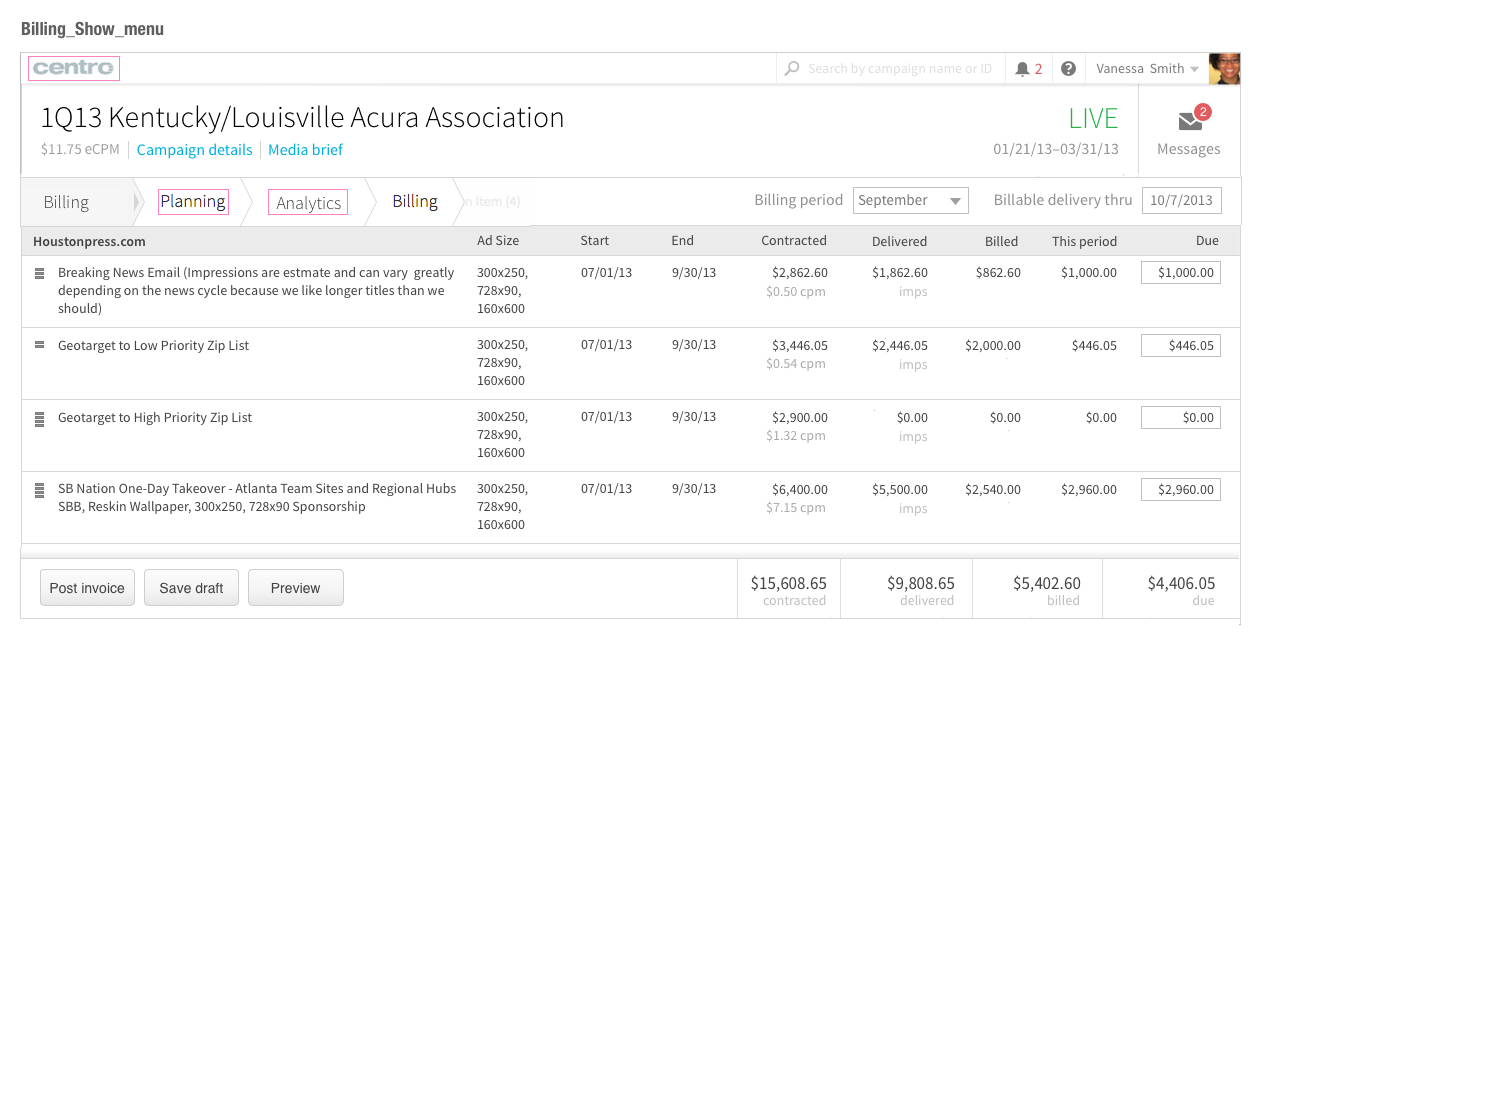 Billing_Show_menu
centro
Search by campaign name or ID
2
Vanessa Smith
1Q13 Kentucky/Louisville Acura Association
LIVE
2
$11.75 eCPM
Campaign details
Media brief
01/21/13–03/31/13
Messages
Billing
Planning
Analytics
Billing
n Item (4)
Billing period
September
Billable delivery thru
10/7/2013
Houstonpress.com Ad Size Start End Contracted Delivered Billed This period Due
Breaking News Email (Impressions are estmate and can vary greatly
depending on the news cycle because we like longer titles than we
should)
300x250,
728x90,
160x600
07/01/13
9/30/13
$2,862.60
$0.50 cpm
$1,862.60
imps
$862.60
$1,000.00
$1,000.00
Geotarget to Low Priority Zip List
300x250,
728x90,
160x600
07/01/13
9/30/13
$3,446.05
$0.54 cpm
$2,446.05
imps
$2,000.00
$446.05
$446.05
Geotarget to High Priority Zip List
300x250,
728x90,
160x600
07/01/13
9/30/13
$2,900.00
$1.32 cpm
$0.00
imps
$0.00
$0.00
$0.00
SB Nation One-Day Takeover - Atlanta Team Sites and Regional Hubs
SBB, Reskin Wallpaper, 300x250, 728x90 Sponsorship
300x250,
728x90,
160x600
07/01/13
9/30/13
$6,400.00
$7.15 cpm
$5,500.00
imps
$2,540.00
$2,960.00
$2,960.00
Post invoice
Save draft
Preview
$15,608.65
contracted
$9,808.65
delivered
$5,402.60
billed
$4,406.05
due